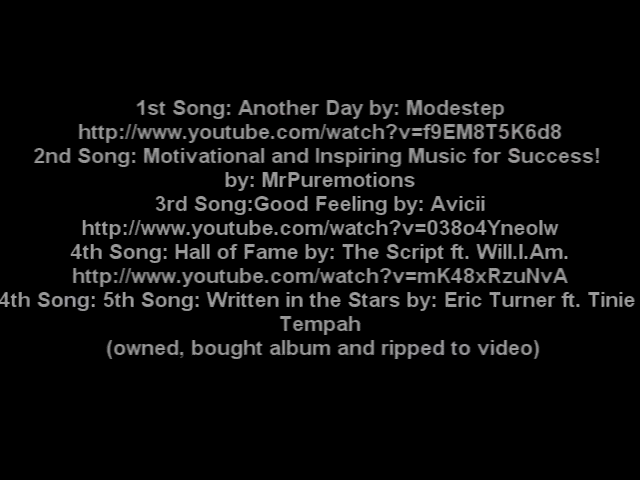 1st Song: Another Day by: Modestep
http://www.youtube.com/watch?v=f9EM8T5K6d8
2nd Song: Motivational and Inspiring Music for Success!
by: MrPuremotions
3rd Song:Good Feeling by: Avicii
http://www.youtube.com/watch?v=038o4Yneolw
4th Song: Hall of Fame by: The Script ft. Will.I.Am.
http://www.youtube.com/watch?v=mK48xRzuNvA
4th Song: 5th Song: Written in the Stars by: Eric Turner ft. Tinie
Tempah
(owned, bought album and ripped to video)